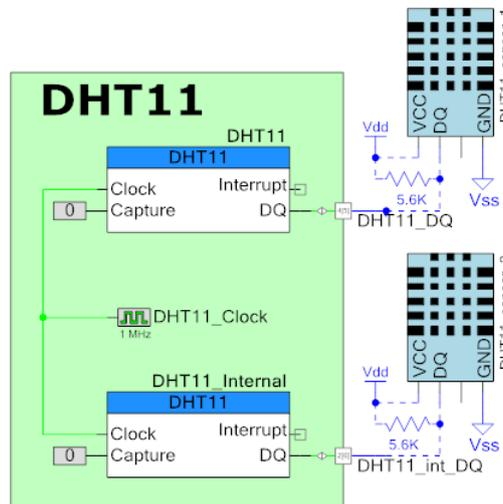 DHT11
DHT11
DHT11
Clock
Interrupt
0
Capture
DQ
DHT11_DQ
Vdd
5.6K
VCC
DQ
GND
Vss
DHT11_Clock
1 MHz
DHT11_Internal
DHT11
Clock
Interrupt
0
Capture
DQ
DHT11_int_DQ
Vdd
5.6K
VCC
DQ
GND
Vss